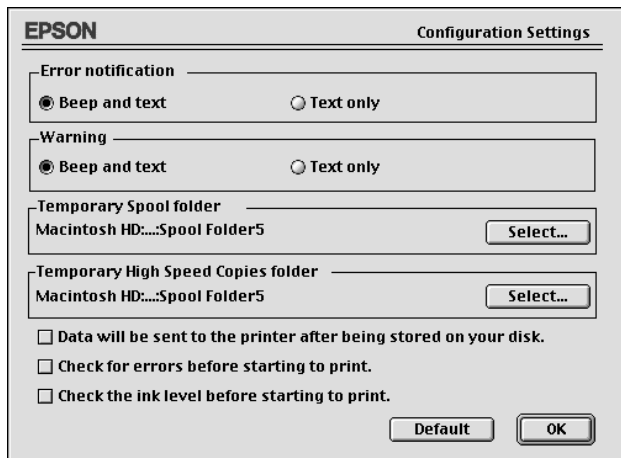 EPSON Configuration Settings
Error notification
Beep and text Text only
Warning
Beep and text Text only
Temporary Spool folder
Macintosh HD:...:Spool Folder5 Select...
Temporary High Speed Copies folder
Macintosh HD:...:Spool Folder5 Select...
Data will be sent to the printer after being stored on your disk.
Check for errors before starting to print.
Check the ink level before starting to print.
Default OK